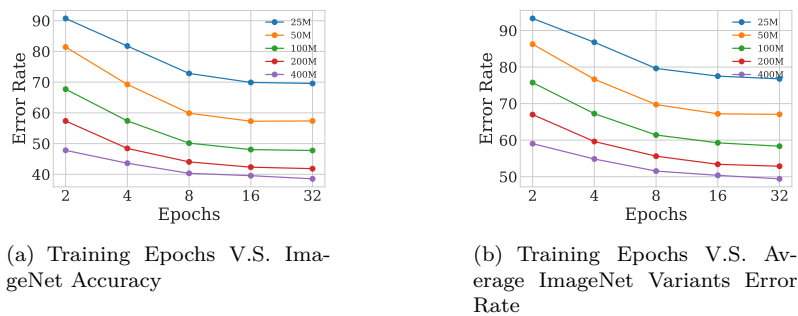 90
80
70
60
50
40
Error Rate
25M
50M
100M
200M
400M
2 4 8 16 32
Epochs
(a) Training Epochs V.S. Ima-
geNet Accuracy
90
80
70
60
50
Error Rate
25M
50M
100M
200M
400M
2 4 8 16 32
Epochs
(b) Training Epochs V.S. Av-
erage ImageNet Variants Error
Rate